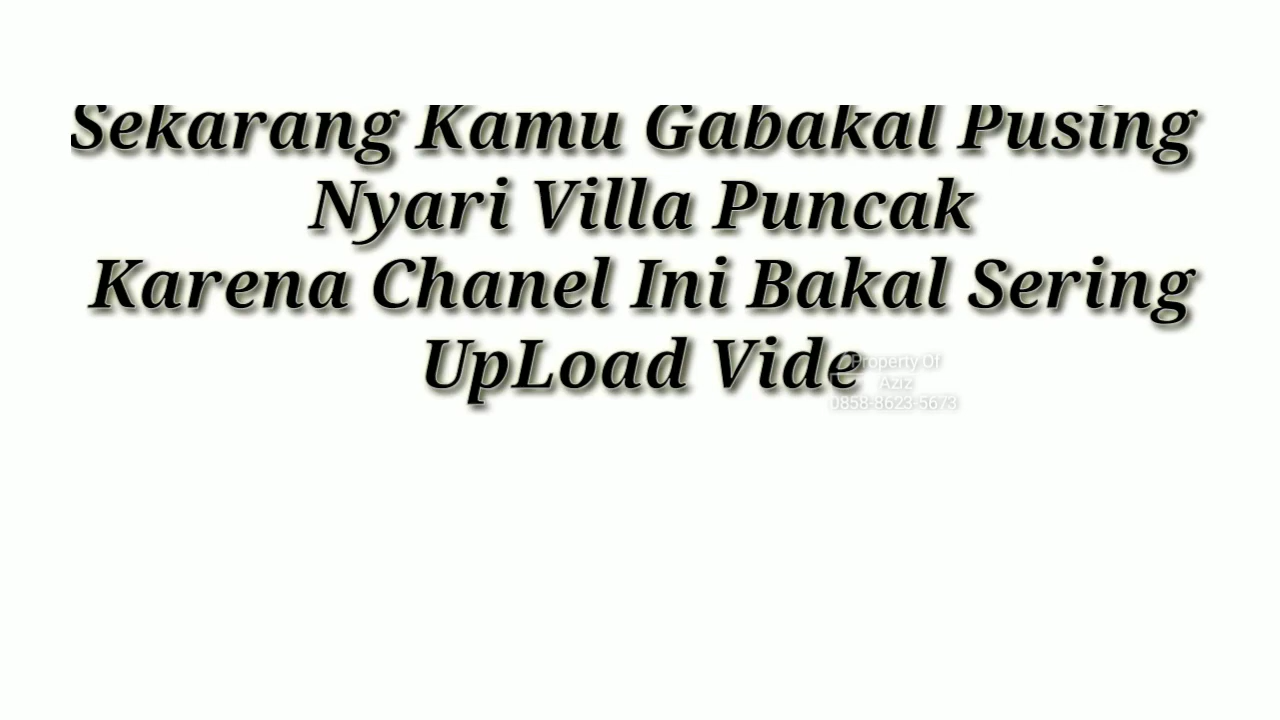 Sekarang Kamu Gabakal Pusing
Nyari Villa Puncak
Karena Chanel Ini Bakal Sering
UpLoad Vide
Property Of
Aziz
0858-8623-5673